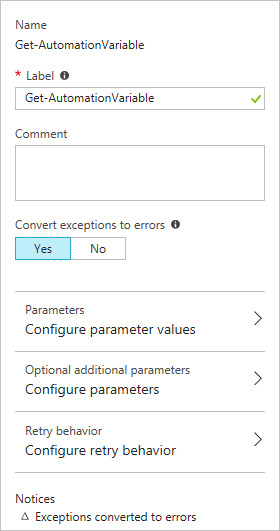 Name
Get-AutomationVariable
* Label
Get-AutomationVariable
Comment
Convert exceptions to errors
Yes No
Parameters
Configure parameter values
Optional additional parameters
Configure parameters
Retry behavior
Configure retry behavior
Notices
Exceptions converted to errors